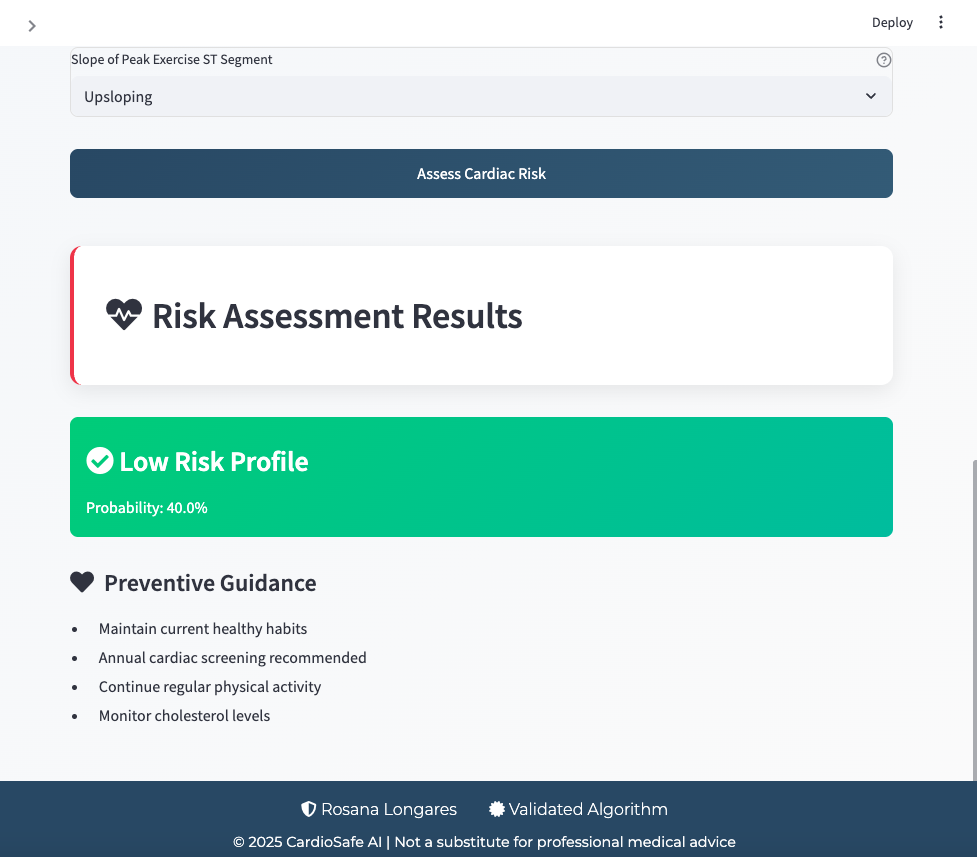 Deploy
Slope of Peak Exercise ST Segment
Upsloping
Assess Cardiac Risk
Risk Assessment Results
Low Risk Profile
Probability: 40.0%
Preventive Guidance
• Maintain current healthy habits
• Annual cardiac screening recommended
• Continue regular physical activity
• Monitor cholesterol levels
Rosana Longares Validated Algorithm
© 2025 CardioSafe AI | Not a substitute for professional medical advice